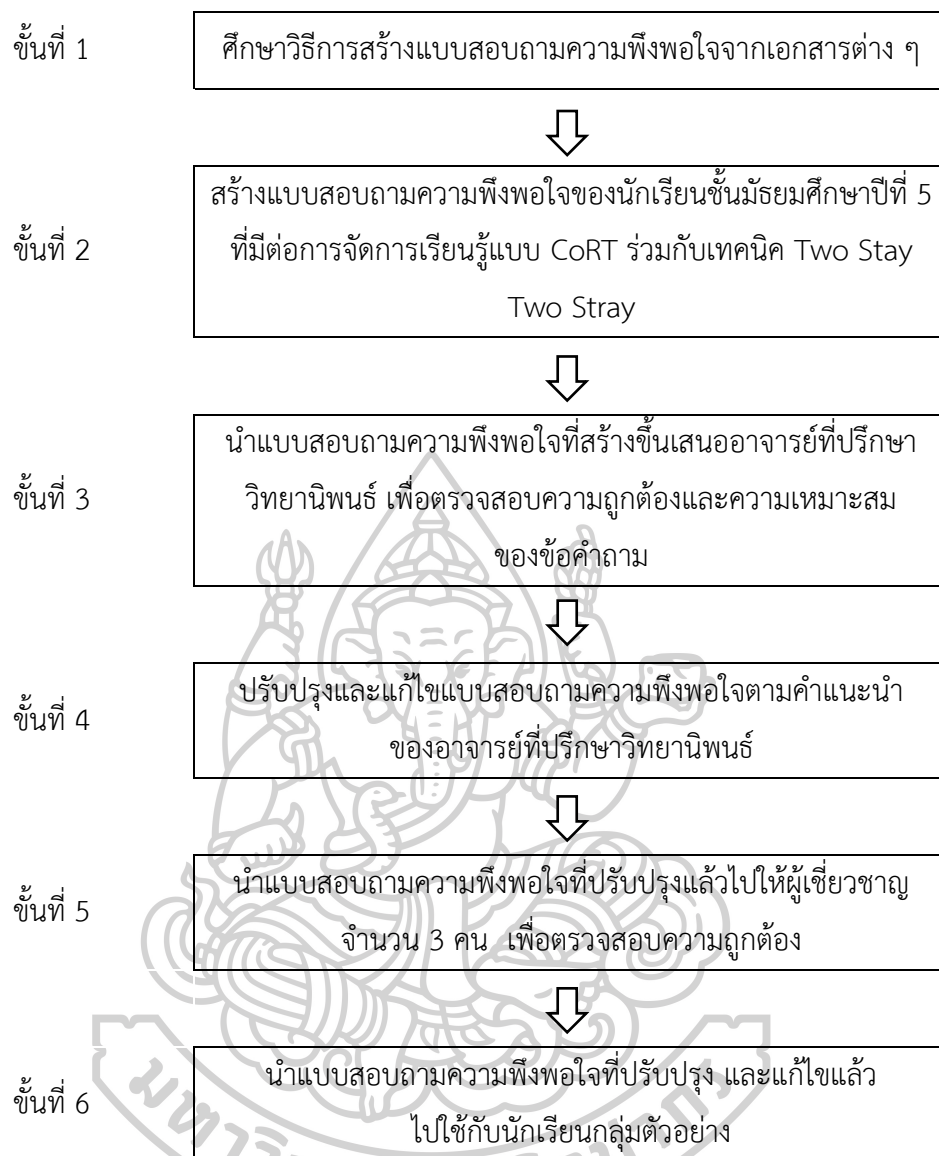 ขั้นที่ 1
ศึกษาวิธีการสร้างแบบสอบถามความพึงพอใจจากเอกสารต่าง ๆ
ขั้นที่ 2
สร้างแบบสอบถามความพึงพอใจของนักเรียนชั้นมัธยมศึกษาปีที่ 5
ที่มีต่อการจัดการเรียนรู้แบบ CoRT ร่วมกับเทคนิค Two Stay
Two Stray
ขั้นที่ 3
นำแบบสอบถามความพึงพอใจที่สร้างขึ้นเสนออาจารย์ที่ปรึกษา
วิทยานิพนธ์ เพื่อตรวจสอบความถูกต้องและความเหมาะสม
ของข้อคำถาม
ขั้นที่ 4
ปรับปรุงและแก้ไขแบบสอบถามความพึงพอใจตามคำแนะนำ
ของอาจารย์ที่ปรึกษาวิทยานิพนธ์
ขั้นที่ 5
นำแบบสอบถามความพึงพอใจที่ปรับปรุงแล้วไปให้ผู้เชี่ยวชาญ
จำนวน 3 คน เพื่อตรวจสอบความถูกต้อง
ขั้นที่ 6
นำแบบสอบถามความพึงพอใจที่ปรับปรุง และแก้ไขแล้ว
ไปใช้กับนักเรียนกลุ่มตัวอย่าง